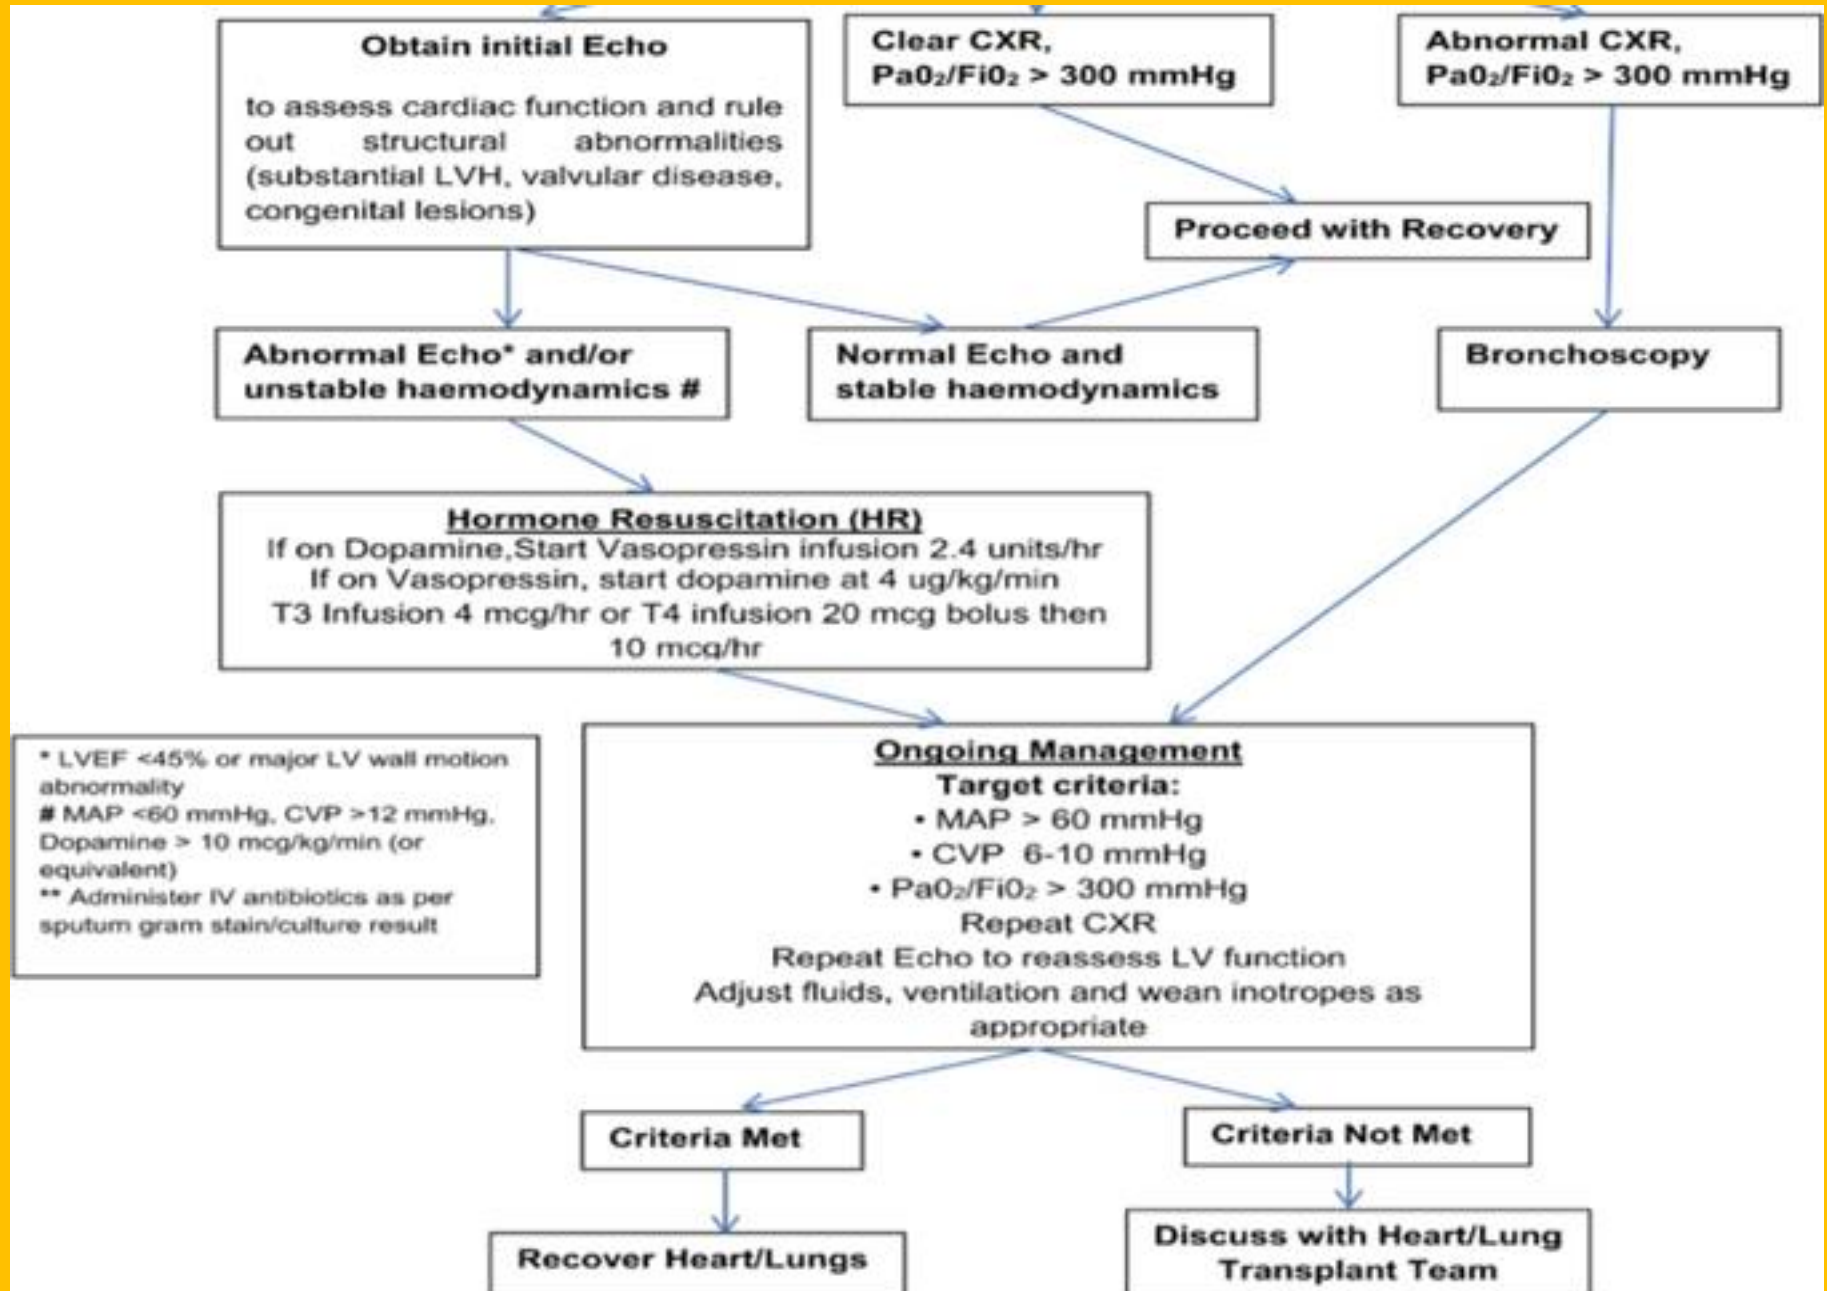 Obtain initial Echo
to assess cardiac function and rule
out structural abnormalities
(substantial LVH, valvular disease,
congenital lesions)
Clear CXR,
Pa0₂/Fi0₂ > 300 mmHg
Abnormal CXR,
Pa0₂/Fi0₂ > 300 mmHg
Proceed with Recovery
Abnormal Echo* and/or
unstable haemodynamics #
Normal Echo and
stable haemodynamics
Bronchoscopy
Hormone Resuscitation (HR)
If on Dopamine,Start Vasopressin infusion 2.4 units/hr
If on Vasopressin, start dopamine at 4 ug/kg/min
T3 Infusion 4 mcg/hr or T4 infusion 20 mcg bolus then
10 mcg/hr
* LVEF <45% or major LV wall motion
abnormality
# MAP <60 mmHg, CVP >12 mmHg,
Dopamine > 10 mcg/kg/min (or
equivalent)
** Administer IV antibiotics as per
sputum gram stain/culture result
Ongoing Management
Target criteria:
• MAP > 60 mmHg
• CVP 6-10 mmHg
• Pa0₂/Fi0₂ > 300 mmHg
Repeat CXR
Repeat Echo to reassess LV function
Adjust fluids, ventilation and wean inotropes as
appropriate
Criteria Met
Criteria Not Met
Recover Heart/Lungs
Discuss with Heart/Lung
Transplant Team